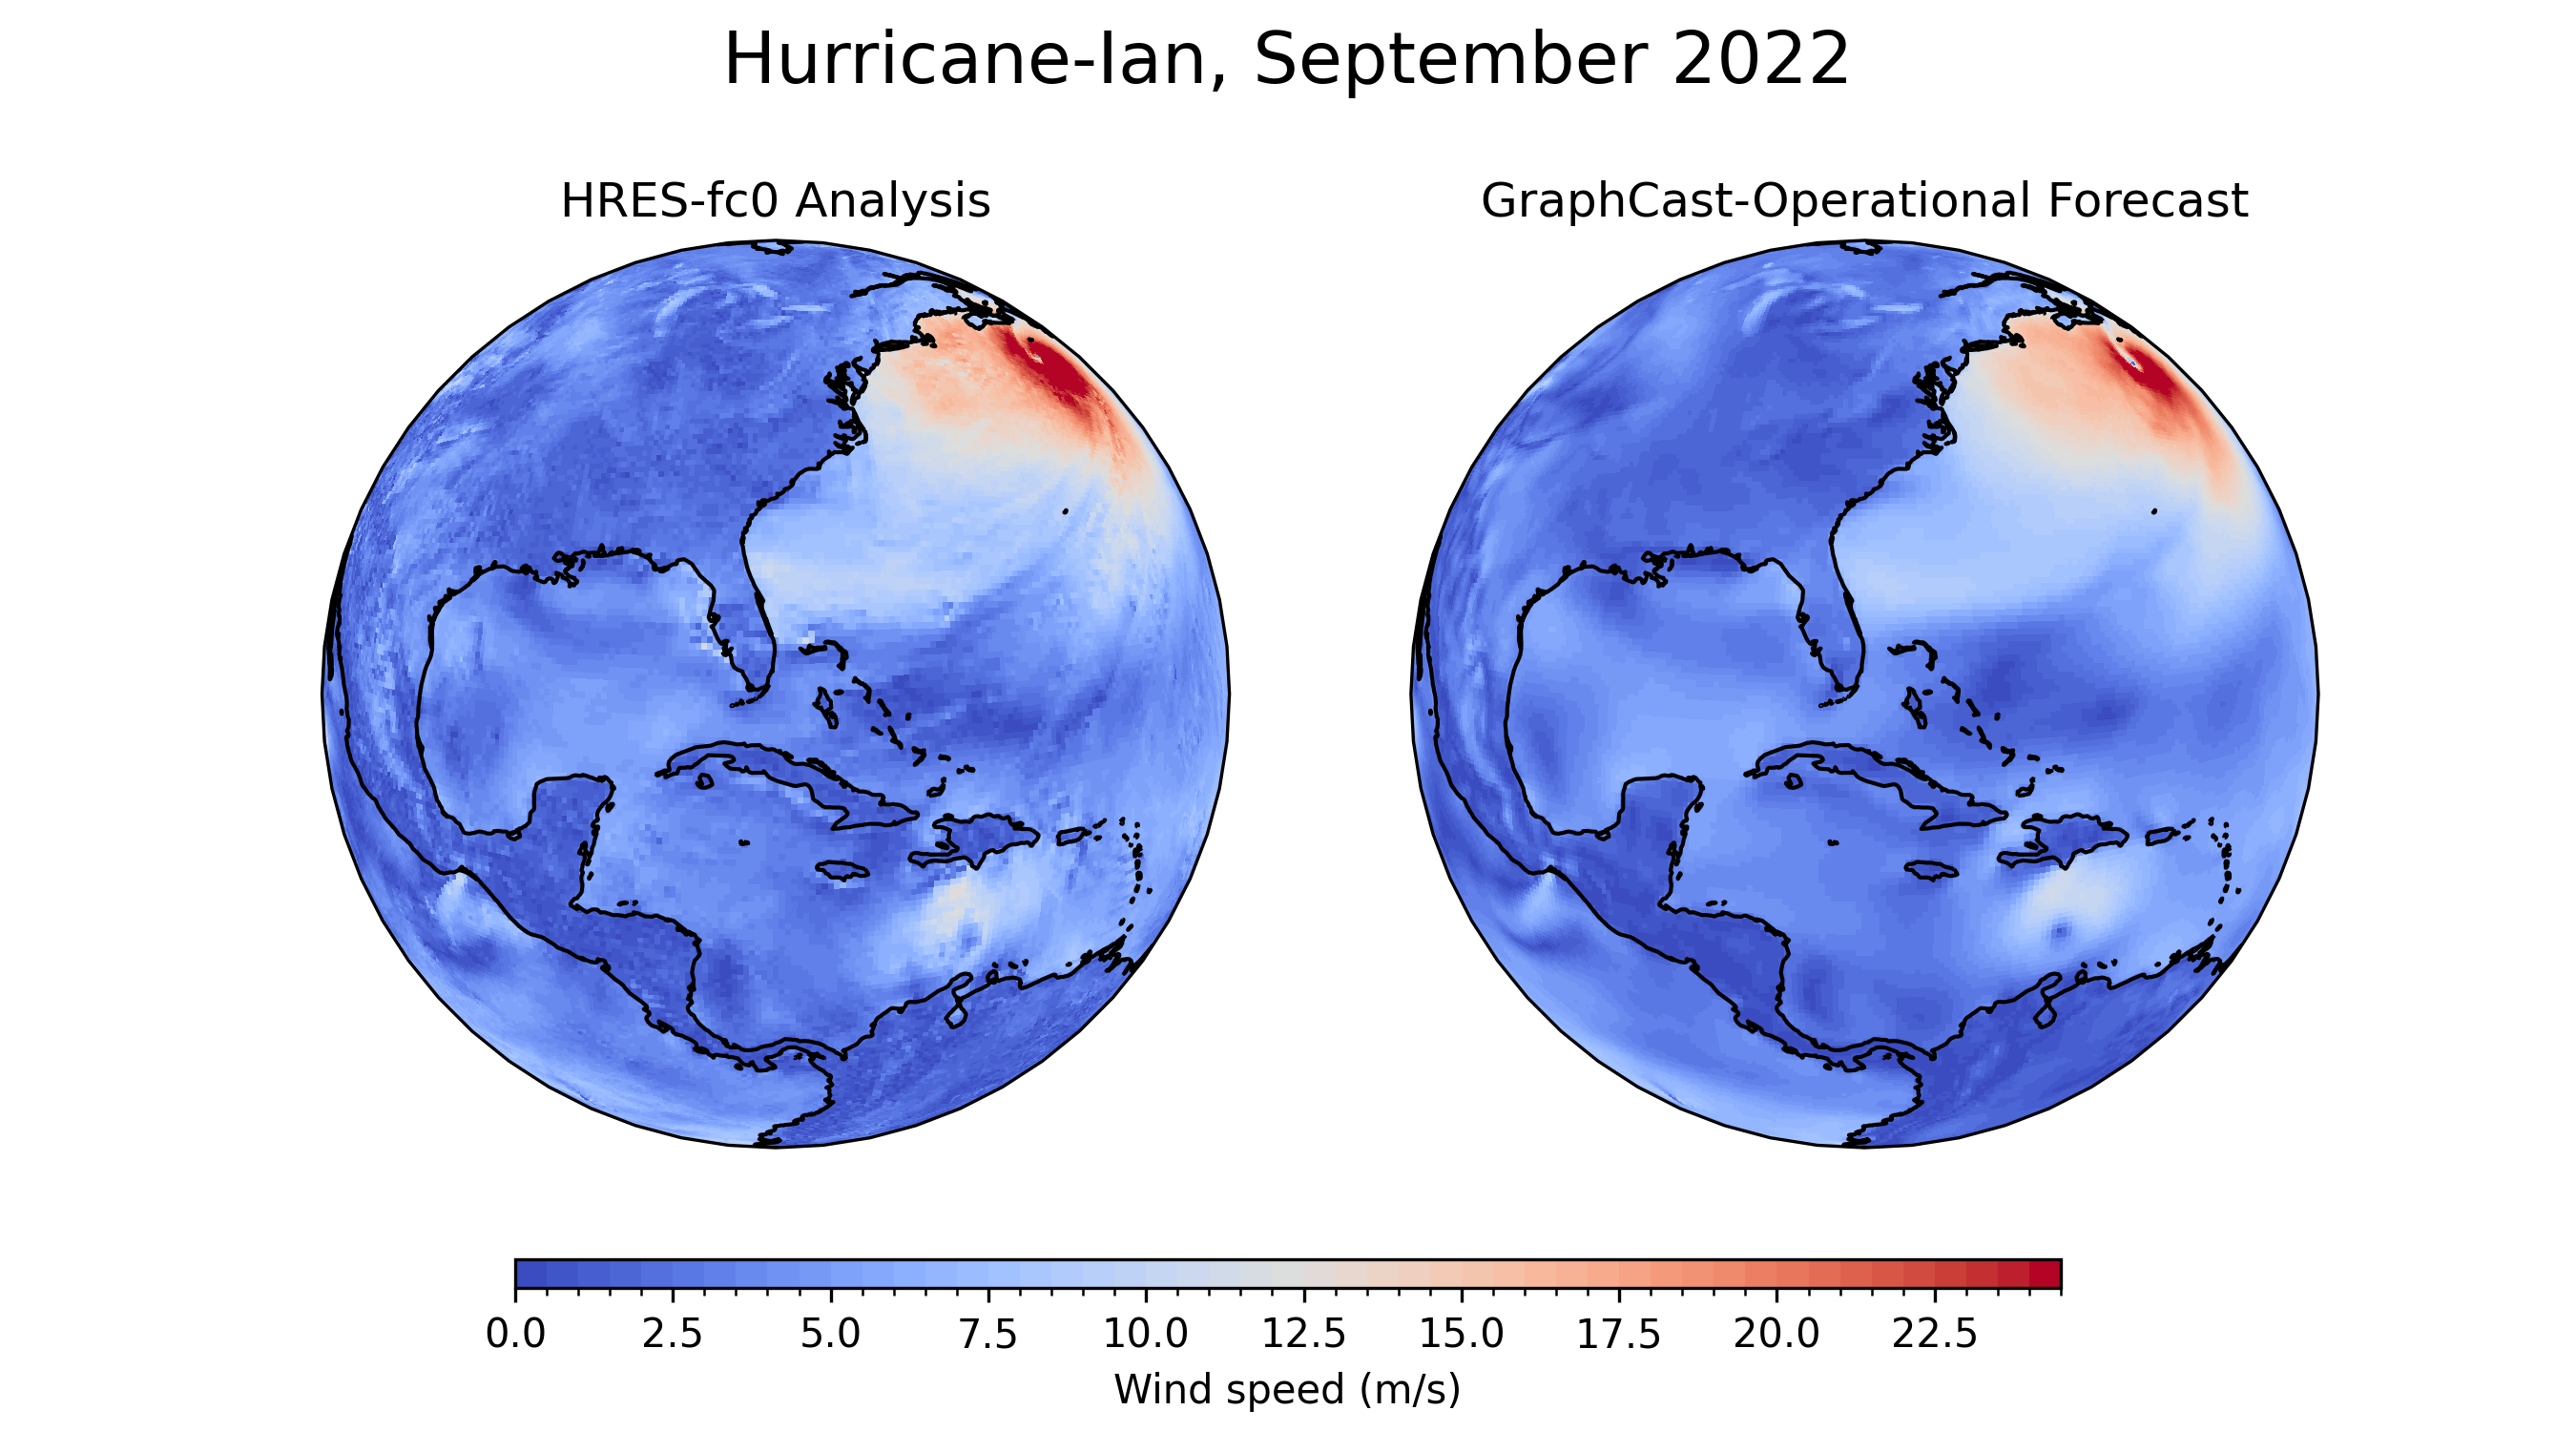 Hurricane-Ian, September 2022
HRES-fc0 Analysis
GraphCast-Operational Forecast
0.0 2.5 5.0 7.5 10.0 12.5 15.0 17.5 20.0 22.5
Wind speed (m/s)